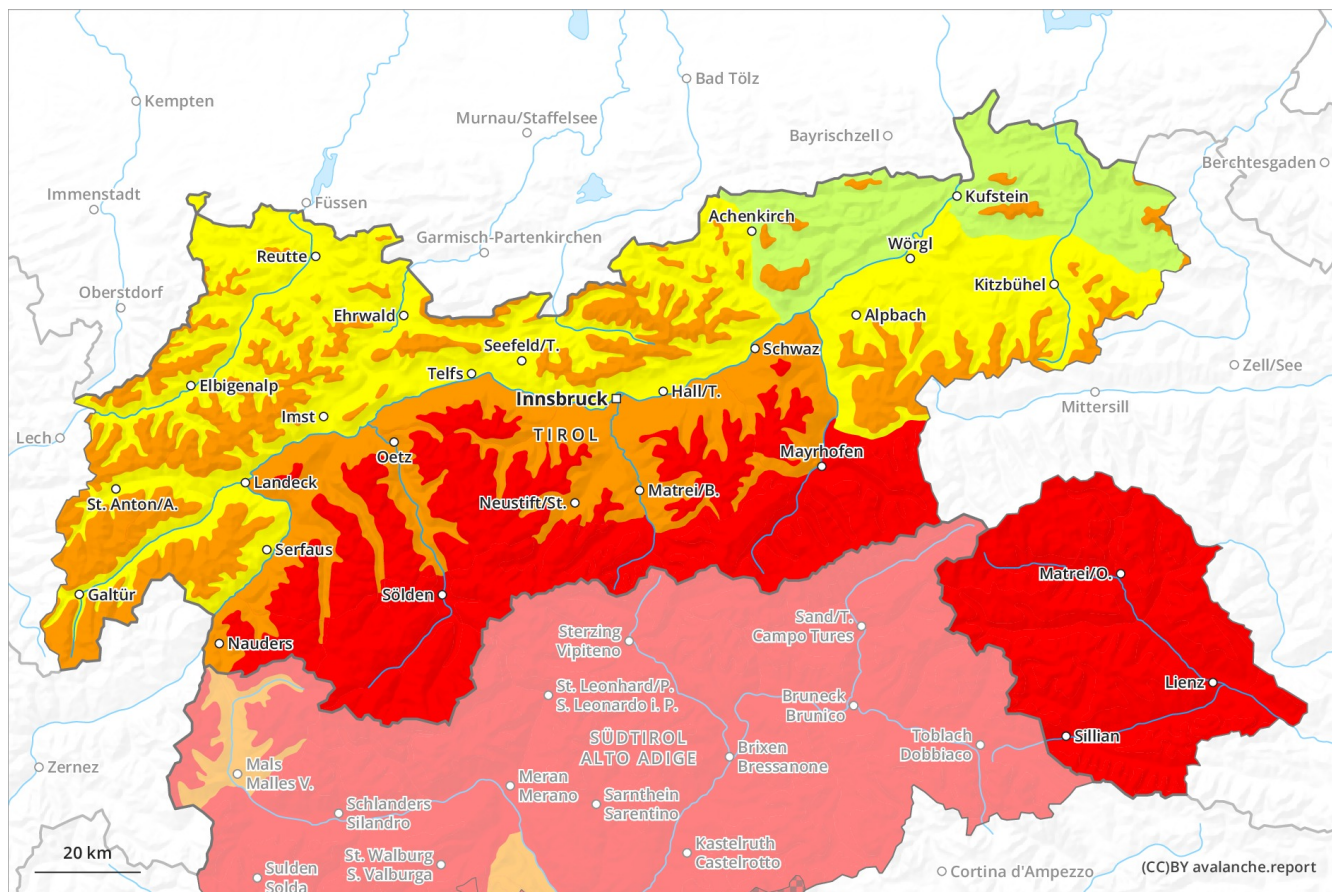 Bad Tölz
Kempten
Murnau/Staffelsee
Bayrischzell
Berchtesgaden
Immenstadt
Füssen
Kufstein
Achenkirch
Garmisch-Partenkirchen
Wörgl
Reutte
Kitzbühel
Oberstdorf
Ehrwald
Alpbach
Seefeld/T.
Schwaz
Zell/See
Telfs
Elbigenalp
Hall/T.
Innsbruck
Mittersill
Imst
TIROL
Lech
Oetz
Mayrhofen
Landeck
Matrei/B.
St. Anton/A.
Neustift/St.
Serfaus
Matrei/O.
Galtür
Sölden
Sand/T.
Campo Tures
Sterzing
Vipiteno
Nauders
Lienz
St. Leonhard/P.
S. Leonardo i. P.
Bruneck
Brunico
Sillian
SÜDTIROL
ALTO ADIGE
Toblach
Dobbiaco
Brixen
Bressanone
Zernez
Mals
Malles V.
Meran
Merano
Sarnthein
Sarentino
Schlanders
Silandro
Kastelruth
Castelrotto
20 km
St. Walburg
S. Valburga
Sulden
Solda
Cortina d'Ampezzo
(CC)BY avalanche.report